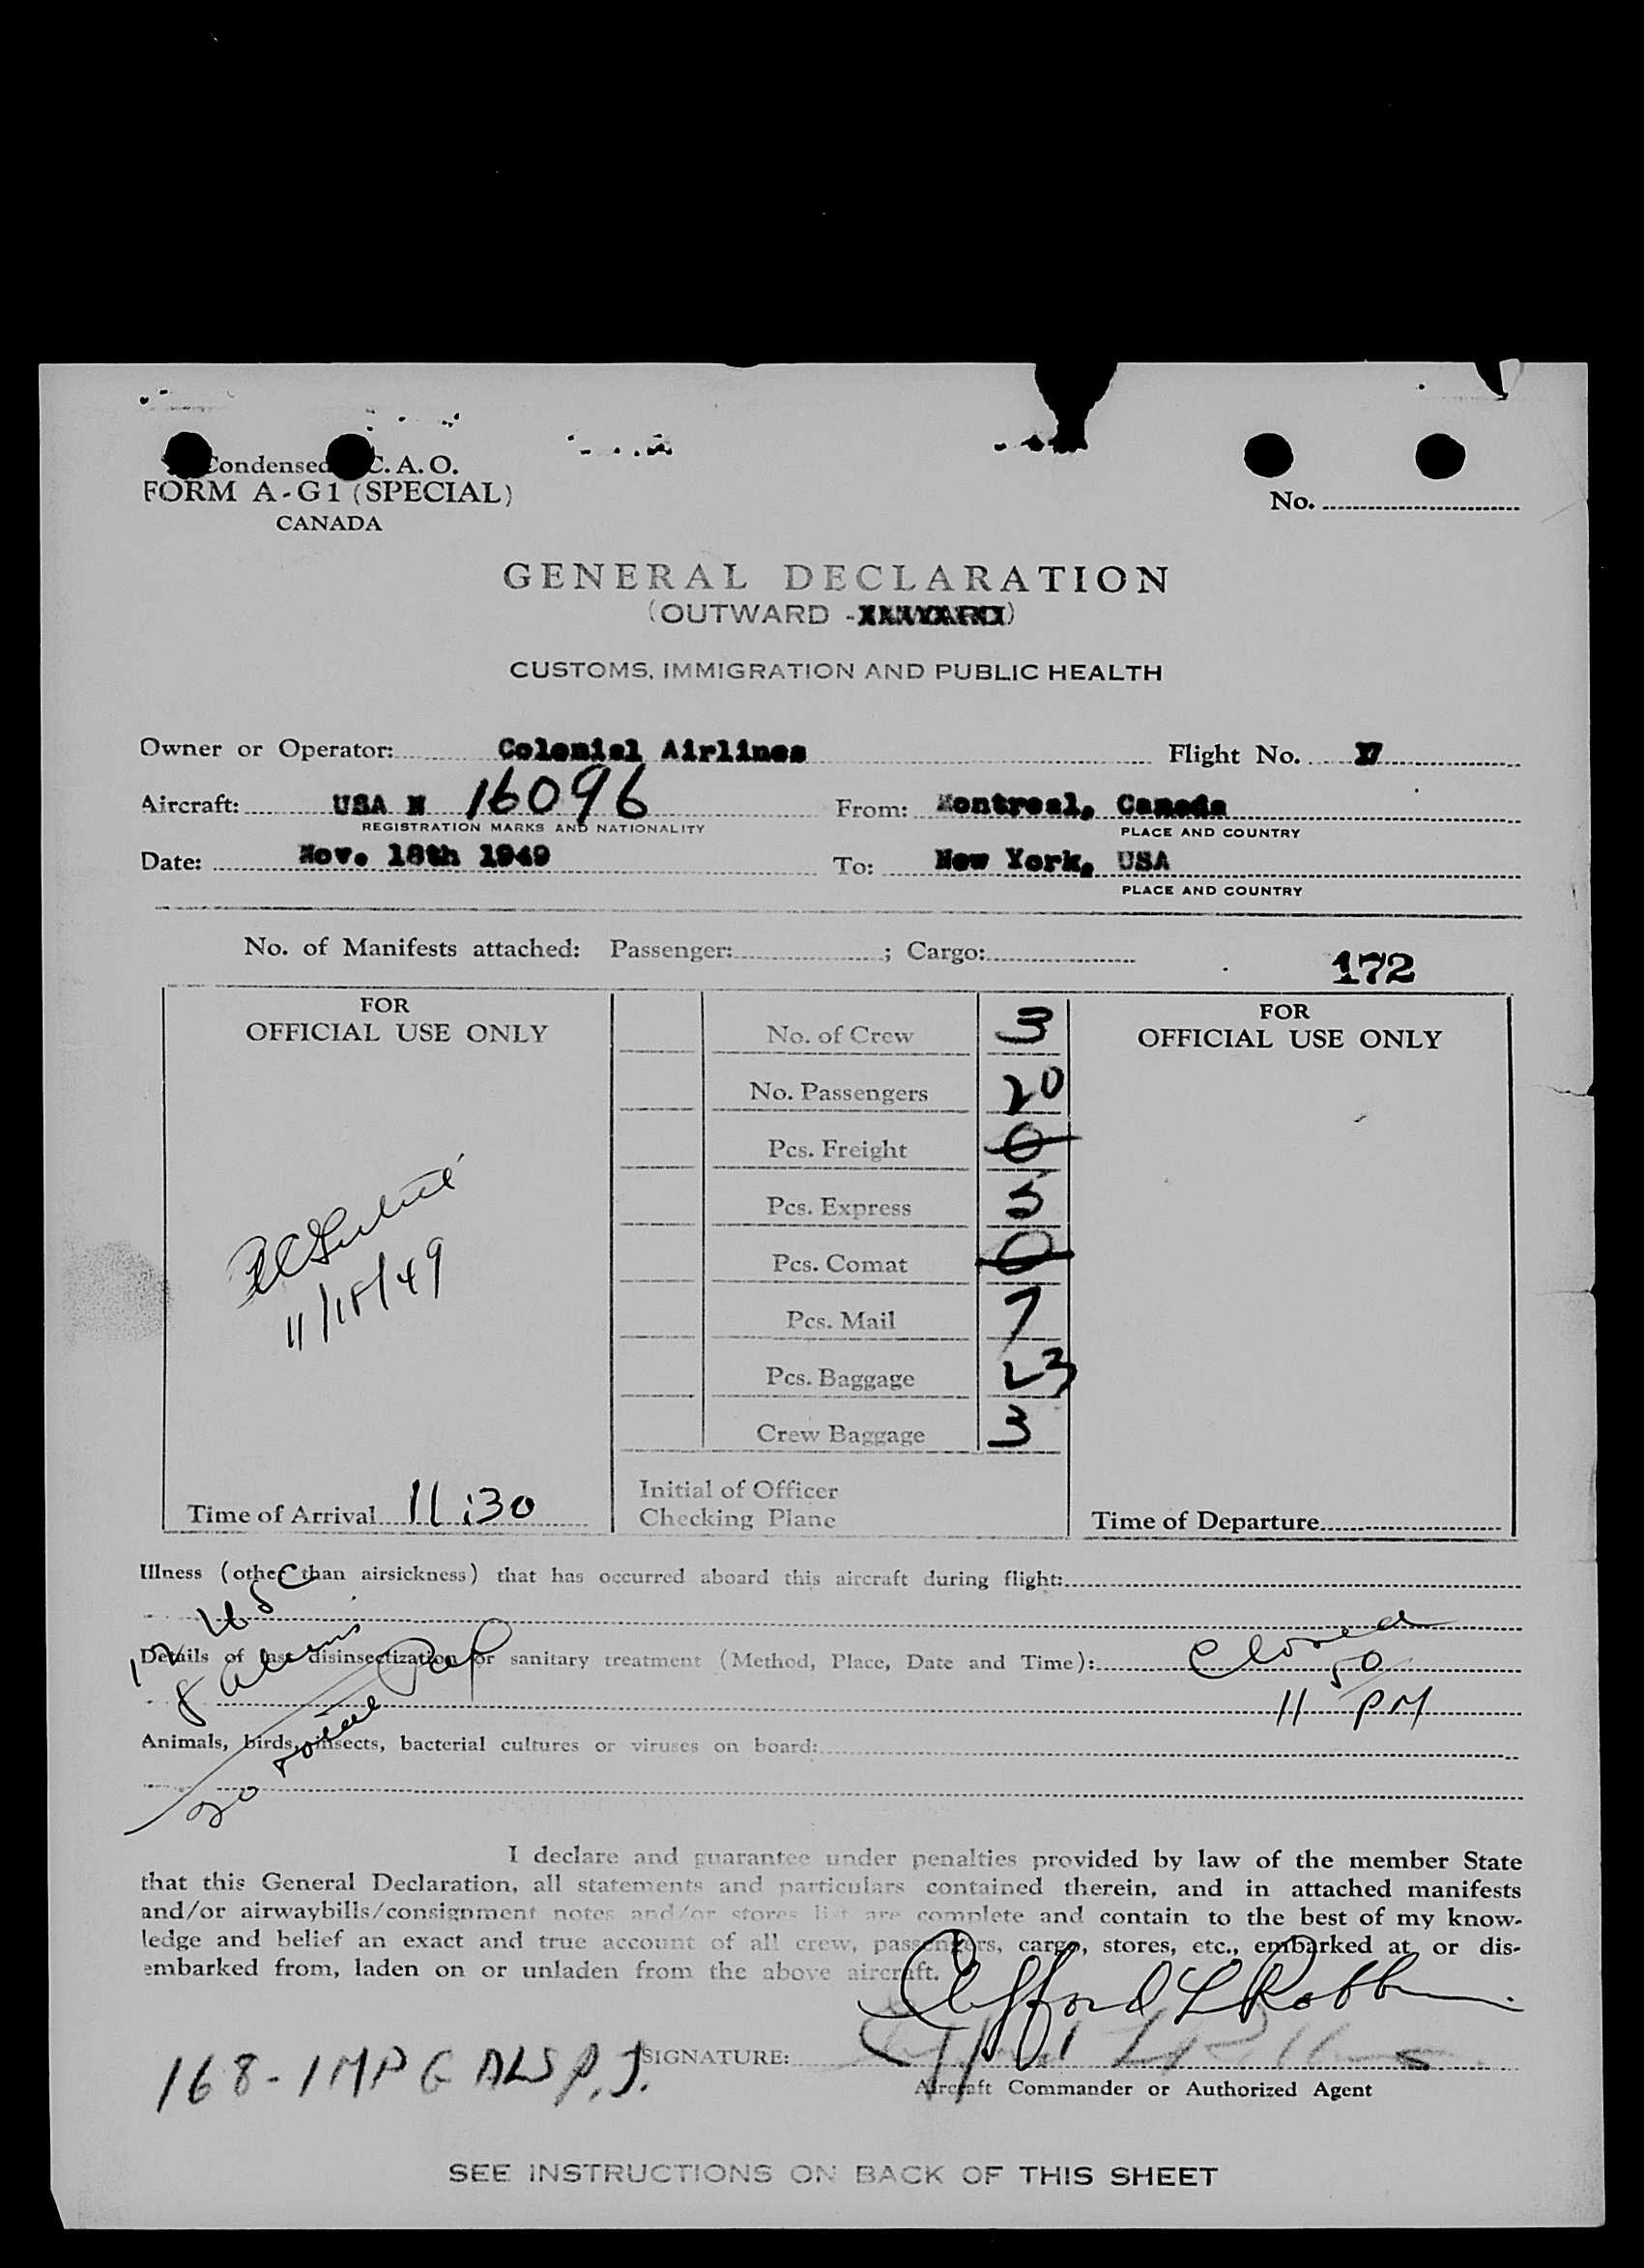 Condensed C. A. O.
FORM A-G1 (SPECIAL)
CANADA
No.
GENERAL DECLARATION
(OUTWARD - )
CUSTOMS, IMMIGRATION AND PUBLIC HEALTH
Owner or Operator: Colonial Airlines Flight No.
Aircraft: USA N 16096 From: Montreal, Canada
REGISTRATION MARKS AND NATIONALITY PLACE AND COUNTRY
Date: Nov. 18th 1949 To: New York, USA
PLACE AND COUNTRY
No. of Manifests attached: Passenger: ; Cargo:
172
FOR
OFFICIAL USE ONLY
11/18/49
Time of Arrival 11:30
No. of Crew 3
No. Passengers 20
Pcs. Freight 0
Pcs. Express 5
Pcs. Comat 0
Pcs. Mail 7
Pcs. Baggage 23
Crew Baggage 3
Initial of Officer
Checking Plane
FOR
OFFICIAL USE ONLY
Time of Departure
Illness (other than airsickness) that has occurred aboard this aircraft during flight:
12 USC
Details of last disinsectization or sanitary treatment (Method, Place, Date and Time): Closed
8 Aliens
11 50 PM
Animals, birds, insects, bacterial cultures or viruses on board:
20 Total
I declare and guarantee under penalties provided by law of the member State
that this General Declaration, all statements and particulars contained therein, and in attached manifests
and/or airwaybills/consignment notes and/or stores list are complete and contain to the best of my know-
ledge and belief an exact and true account of all crew, passengers, cargo, stores, etc., embarked at or dis-
embarked from, laden on or unladen from the above aircraft.
Clifford L Robb
168-1MP G ALS P.J.
SIGNATURE:
Aircraft Commander or Authorized Agent
SEE INSTRUCTIONS ON BACK OF THIS SHEET